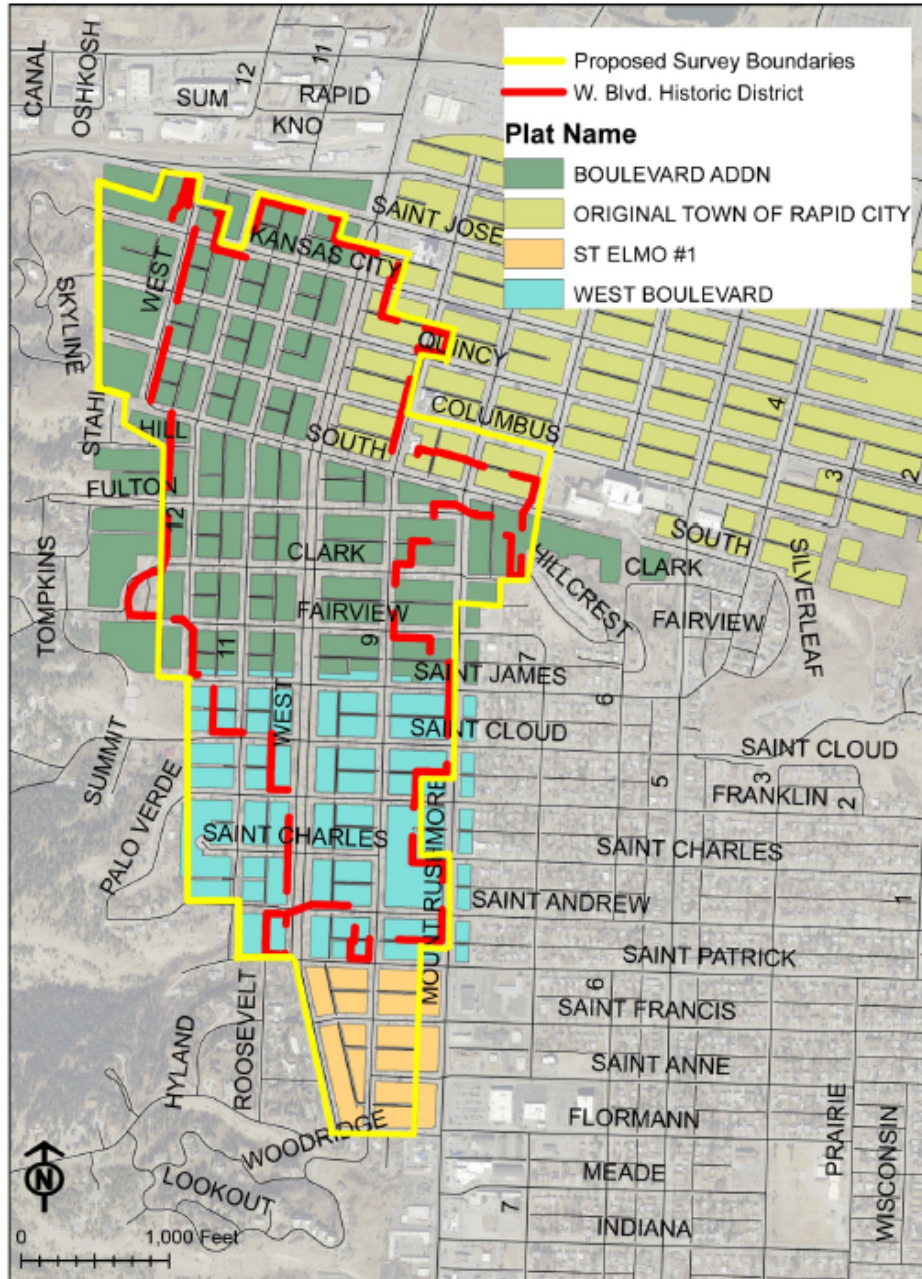 CANAL
OSHKOSH
12
11
SUM
RAPID
KNO
Proposed Survey Boundaries
W. Blvd. Historic District
Plat Name
BOULEVARD ADDN
ORIGINAL TOWN OF RAPID CITY
ST ELMO #1
WEST BOULEVARD
SAINT JOSE
KANSAS CITY
WEST
SKYLINE
QUINCY
COLUMBUS
4
STAHL
HILL
SOUTH
3
2
FULTON
12
SOUTH
SILVERLEAF
TOMPKINS
CLARK
HILLCREST
CLARK
FAIRVIEW
FAIRVIEW
11
9
SAINT JAMES
7
6
WEST
SAINT CLOUD
SAINT CLOUD
SUMMIT
5
3
FRANKLIN
2
PALO VERDE
SAINT CHARLES
MOUNT RUSHMORE
SAINT CHARLES
SAINT ANDREW
1
SAINT PATRICK
HYLAND
ROOSEVELT
6
SAINT FRANCIS
SAINT ANNE
FLORMANN
WOODRIDGE
PRAIRIE
WISCONSIN
MEADE
LOOKOUT
7
INDIANA
N
0
1,000 Feet